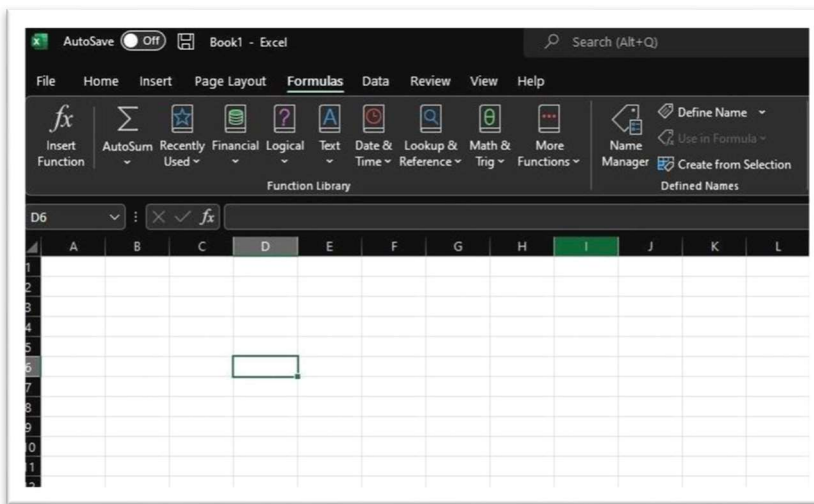 AutoSave Off Book1 - Excel Search (Alt+Q)
File Home Insert Page Layout Formulas Data Review View Help
fx Σ ? A θ Define Name
Insert AutoSum Recently Financial Logical Text Date & Lookup & Math & More Name Use in Formula
Function Used Time Reference Trig Functions Manager Create from Selection
Function Library Defined Names
D6 fx
A B C D E F G H I J K L
1
2
3
4
5
6
7
8
9
10
11